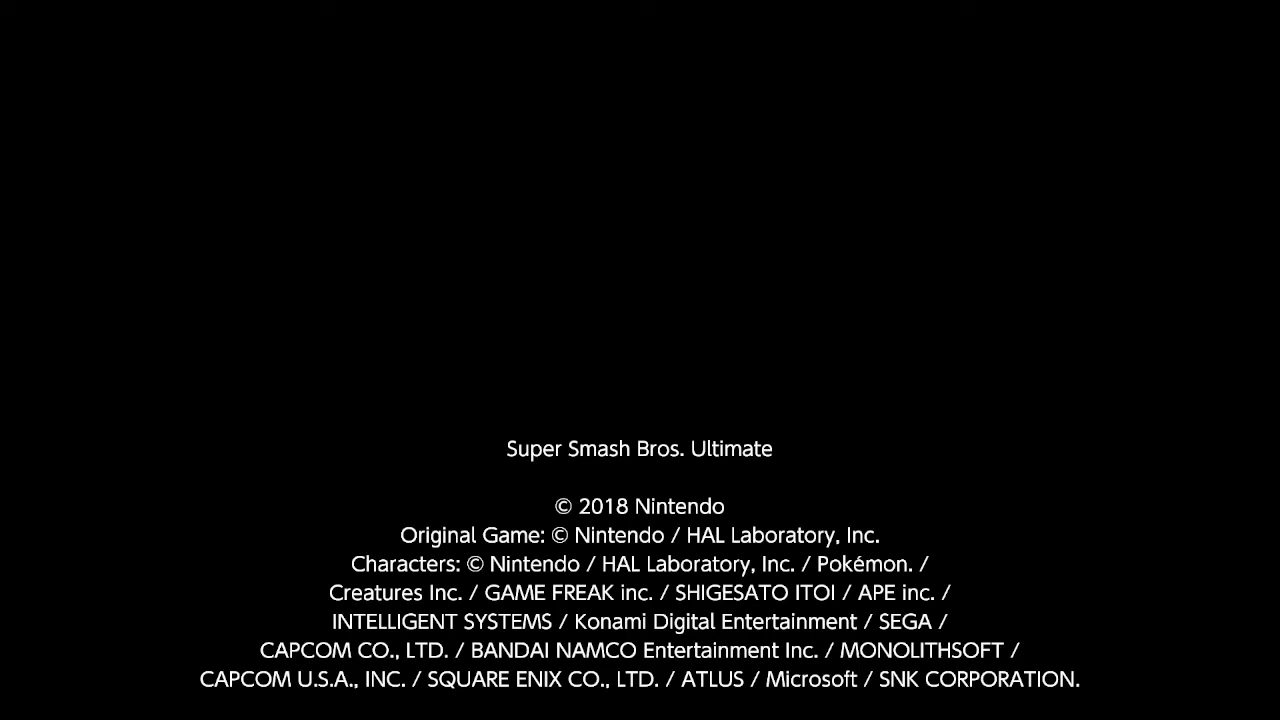 Super Smash Bros. Ultimate
© 2018 Nintendo
Original Game: © Nintendo / HAL Laboratory, Inc.
Characters: © Nintendo / HAL Laboratory, Inc. / Pokémon. /
Creatures Inc. / GAME FREAK inc. / SHIGESATO ITOI / APE inc. /
INTELLIGENT SYSTEMS / Konami Digital Entertainment / SEGA /
CAPCOM CO., LTD. / BANDAI NAMCO Entertainment Inc. / MONOLITHSOFT /
CAPCOM U.S.A., INC. / SQUARE ENIX CO., LTD. / ATLUS / Microsoft / SNK CORPORATION.